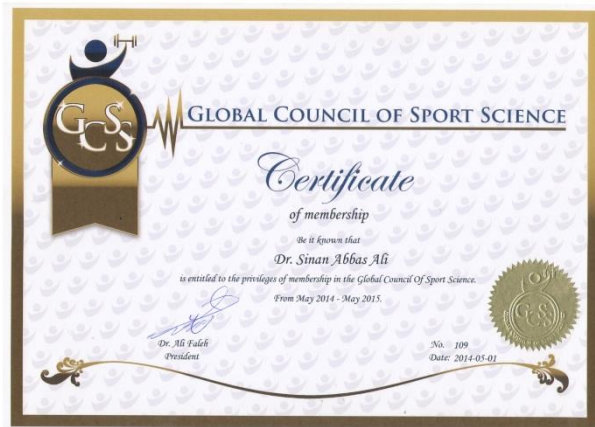 GCSS
GLOBAL COUNCIL OF SPORT SCIENCE
Certificate
of membership
Be it known that
Dr. Sinan Abbas Ali
is entitled to the privileges of membership in the Global Council Of Sport Science.
From May 2014 - May 2015.
Dr. Ali Faleh
President
No. 109
Date: 2014-05-01
GCSS